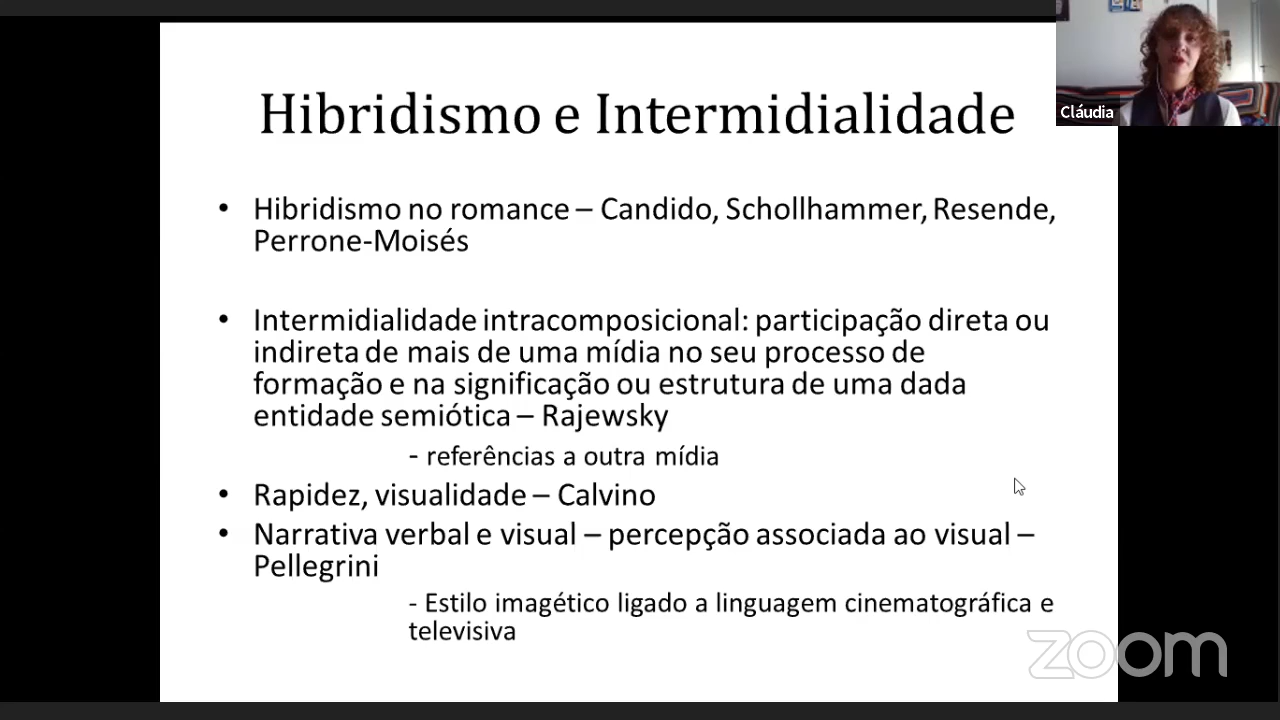 Hibridismo e Intermidialidade
Cláudia
• Hibridismo no romance – Candido, Schollhammer, Resende,
Perrone-Moisés
• Intermidialidade intracomposicional: participação direta ou
indireta de mais de uma mídia no seu processo de
formação e na significação ou estrutura de uma dada
entidade semiótica – Rajewsky
- referências a outra mídia
• Rapidez, visualidade – Calvino
• Narrativa verbal e visual – percepção associada ao visual –
Pellegrini
- Estilo imagético ligado a linguagem cinematográfica e
televisiva
zoom